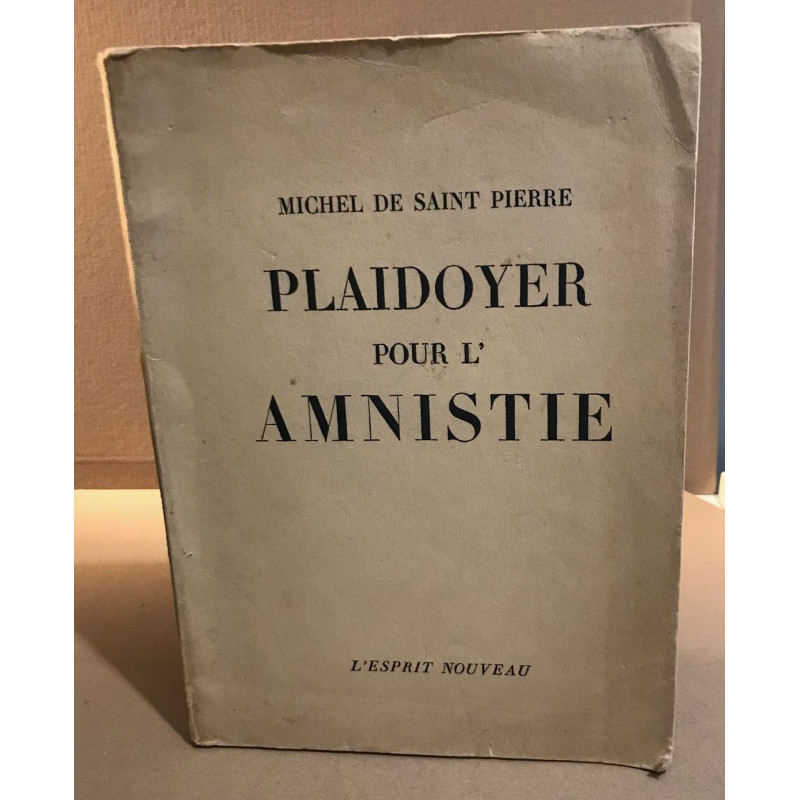 MICHEL DE SAINT PIERRE
PLAIDOYER
POUR L'
AMNISTIE
L'ESPRIT NOUVEAU